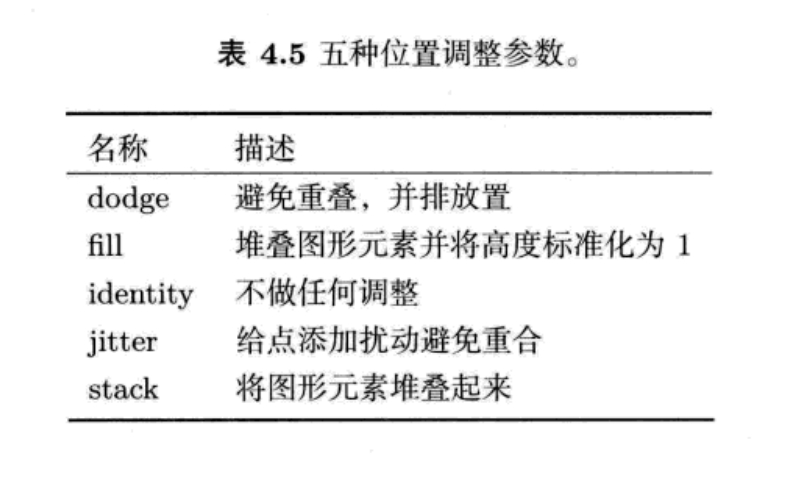 表 4.5 五种位置调整参数。
名称 描述
dodge 避免重叠，并排放置
fill 堆叠图形元素并将高度标准化为 1
identity 不做任何调整
jitter 给点添加扰动避免重合
stack 将图形元素堆叠起来